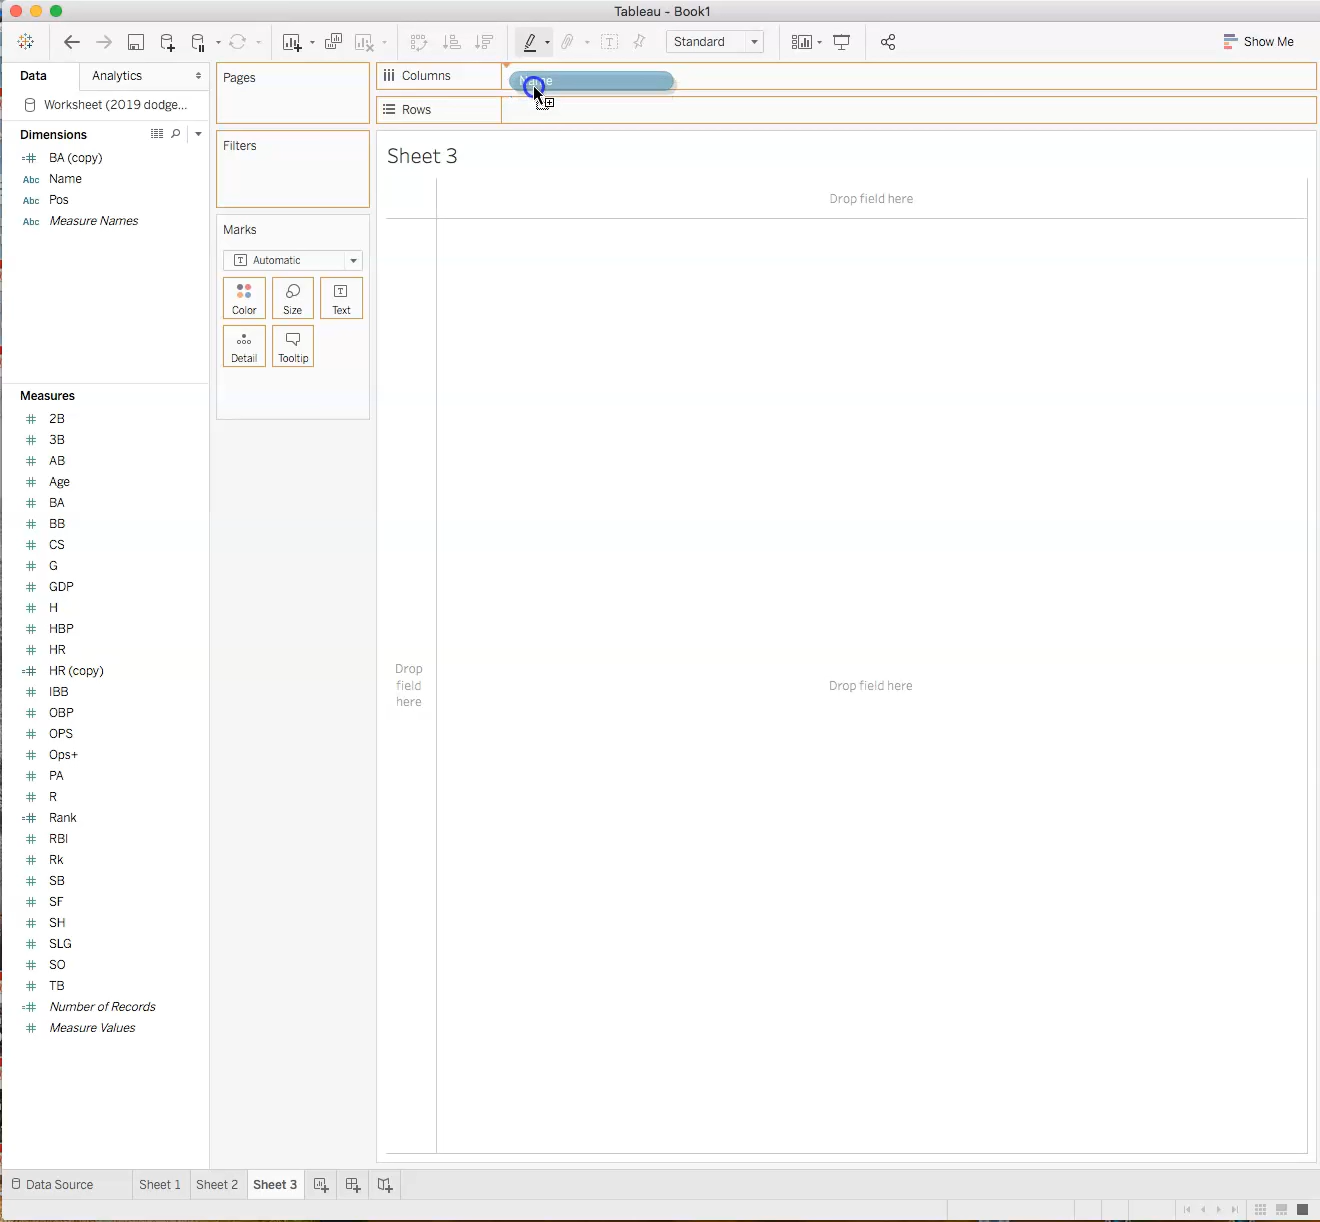 Tableau - Book1
Standard
Show Me
Data
Analytics
Worksheet (2019 dodge...
Dimensions
BA (copy)
Abc Name
Abc Pos
Abc Measure Names
Measures
2B
3B
AB
Age
BA
BB
CS
G
GDP
H
HBP
HR
HR (copy)
IBB
OBP
OPS
Ops+
PA
R
Rank
RBI
Rk
SB
SF
SH
SLG
SO
TB
Number of Records
Measure Values
Pages
Filters
Marks
Automatic
Color
Size
Text
Detail
Tooltip
Columns
Name
Rows
Sheet 3
Drop field here
Drop
field
here
Drop field here
Data Source
Sheet 1
Sheet 2
Sheet 3